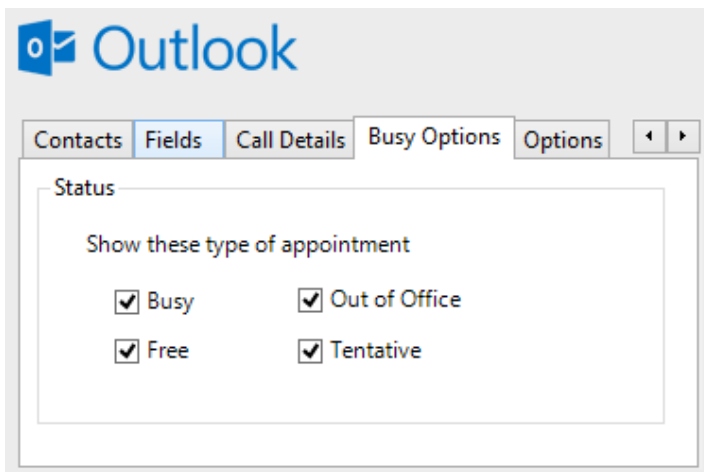 Outlook
Contacts Fields Call Details Busy Options Options
Status
Show these type of appointment
Busy Out of Office
Free Tentative